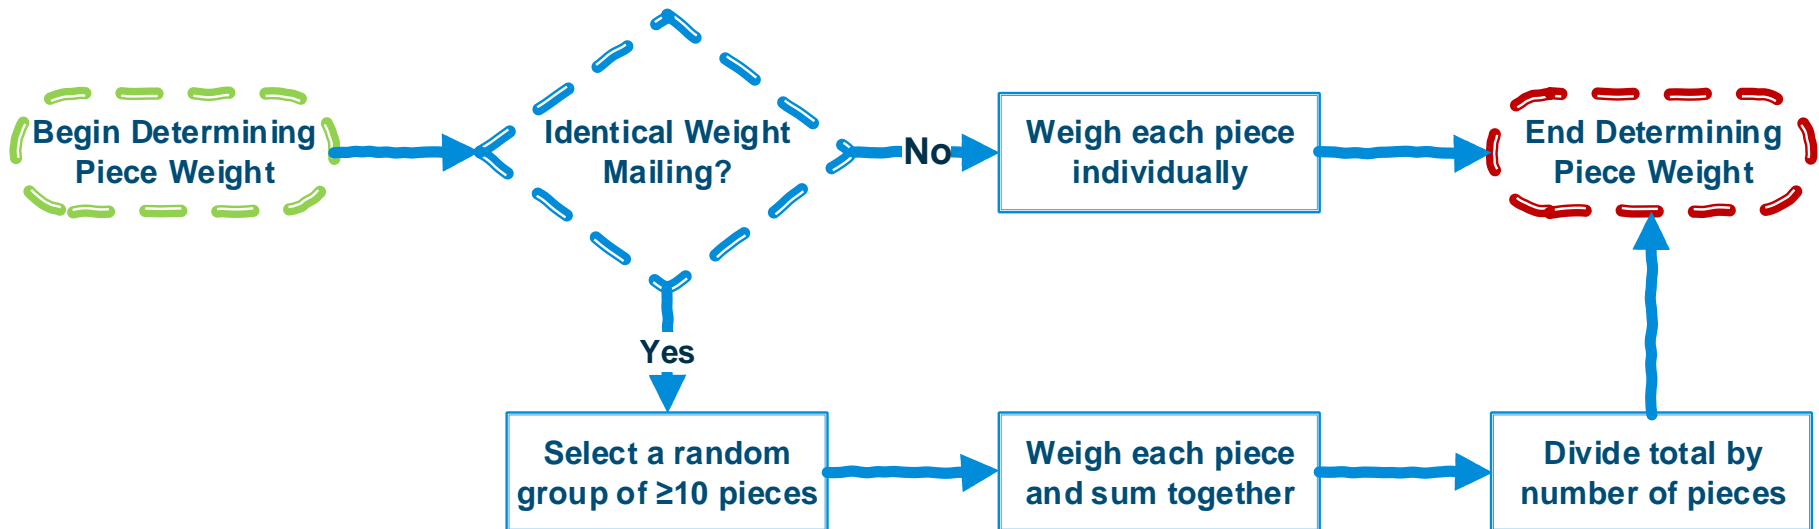 Begin Determining
Piece Weight
Identical Weight
Mailing?
No
Weigh each piece
individually
End Determining
Piece Weight
Yes
Select a random
group of ≥10 pieces
Weigh each piece
and sum together
Divide total by
number of pieces